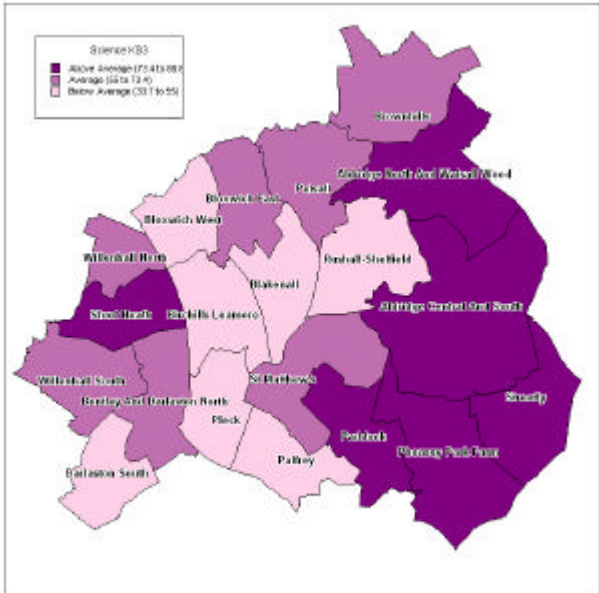 Science KS3
Above Average (73.4 to 89.8
Average (55 to 73.4)
Below Average (33.7 to 55)
Brownhills
Aldridge North And Walsall Wood
Pelsall
Bloxwich East
Bloxwich West
Willenhall North
Rushall-Shelfield
Blakenall
Short Heath
Birchills Leamore
Aldridge Central And South
Willenhall South
St Matthew's
Bentley And Darlaston North
Streetly
Pleck
Paddock
Pheasey Park Farm
Palfrey
Darlaston South